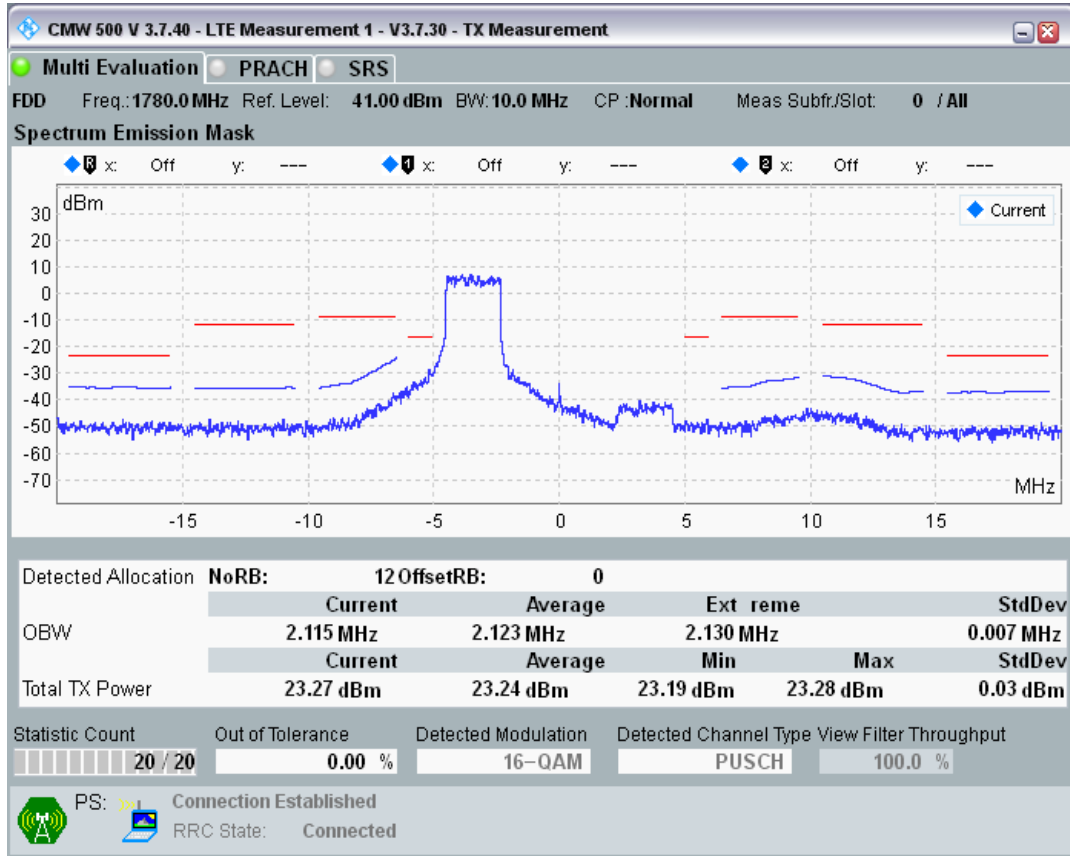 CMW 500 V 3.7.40 - LTE Measurement 1 - V3.7.30 - TX Measurement
Multi Evaluation PRACH SRS
FDD Freq.: 1780.0 MHz Ref. Level: 41.00 dBm BW: 10.0 MHz CP : Normal Meas Subfr./Slot: 0 / All
Spectrum Emission Mask
R x: Off y: --- 1 x: Off y: --- 2 x: Off y: ---
dBm
Current
30
20
10
0
-10
-20
-30
-40
-50
-60
-70
MHz
-15 -10 -5 0 5 10 15
Detected Allocation NoRB: 12 OffsetRB: 0
Current Average Ext reme StdDev
OBW 2.115 MHz 2.123 MHz 2.130 MHz 0.007 MHz
Current Average Min Max StdDev
Total TX Power 23.27 dBm 23.24 dBm 23.19 dBm 23.28 dBm 0.03 dBm
Statistic Count Out of Tolerance Detected Modulation Detected Channel Type View Filter Throughput
20 / 20 0.00 % 16-QAM PUSCH 100.0 %
PS: Connection Established
RRC State: Connected